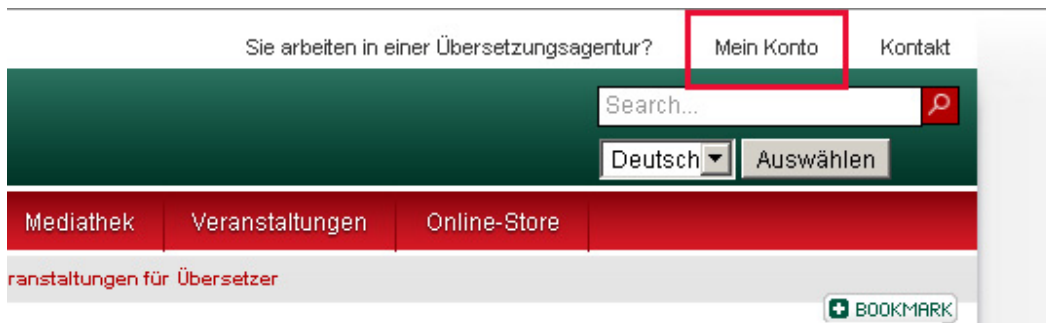 Sie arbeiten in einer Übersetzungsagentur? Mein Konto Kontakt
Search...
Deutsch Auswählen
Mediathek Veranstaltungen Online-Store
ranstaltungen für Übersetzer
BOOKMARK